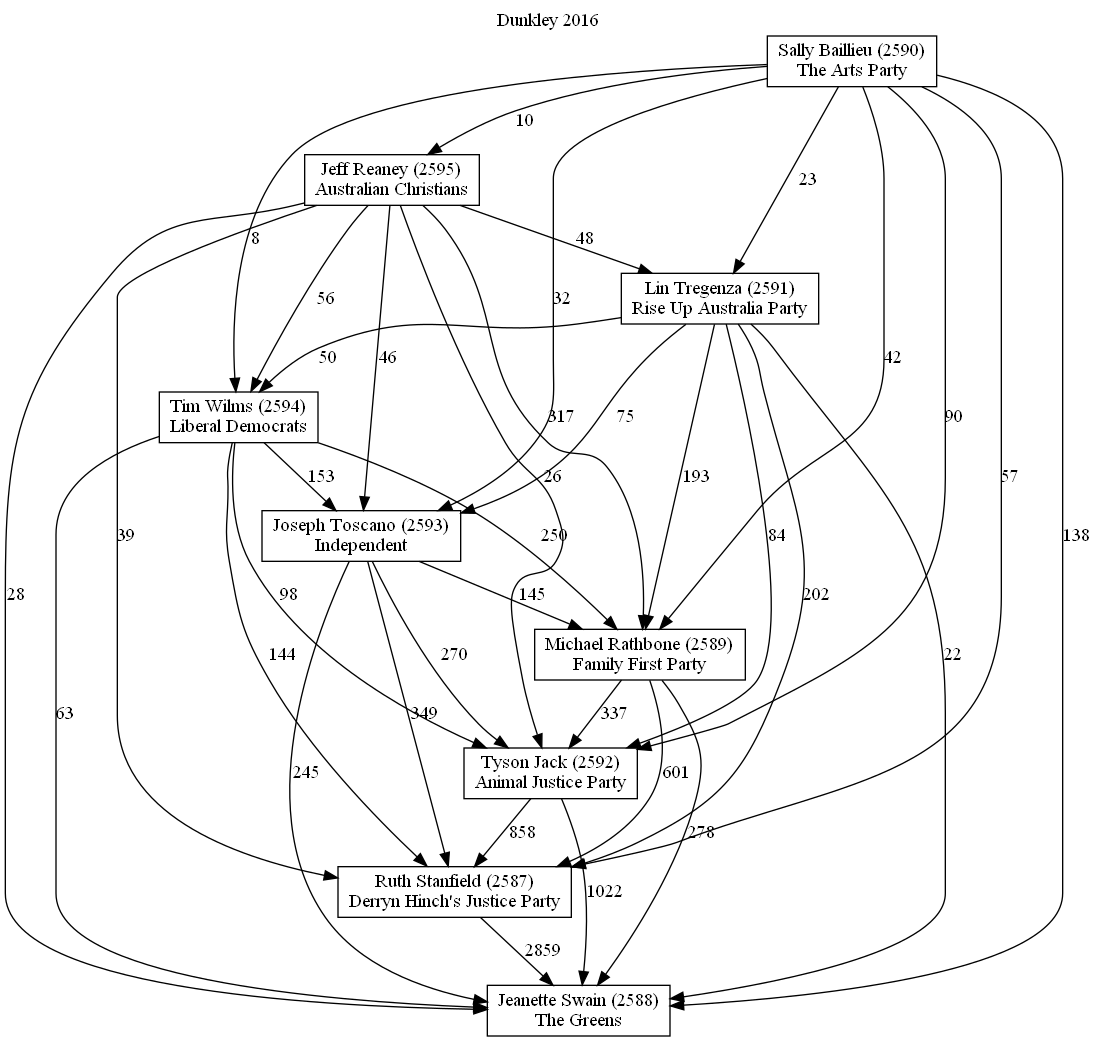 Dunkley 2016
Sally Baillieu (2590)
The Arts Party
10
Jeff Reaney (2595)
Australian Christians
23
8
48
Lin Tregenza (2591)
Rise Up Australia Party
56
32
50
46
42
Tim Wilms (2594)
Liberal Democrats
317
75
90
153
26
193
57
Joseph Toscano (2593)
Independent
39
250
84
138
28
98
145
202
Michael Rathbone (2589)
Family First Party
144
270
22
63
349
337
Tyson Jack (2592)
Animal Justice Party
245
601
858
278
Ruth Stanfield (2587)
Derryn Hinch's Justice Party
1022
2859
Jeanette Swain (2588)
The Greens